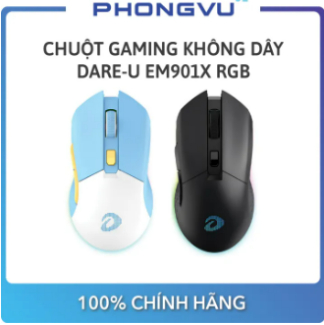 PHONGVU
CHUỘT GAMING KHÔNG DÂY
DARE-U EM901X RGB
100% CHÍNH HÃNG